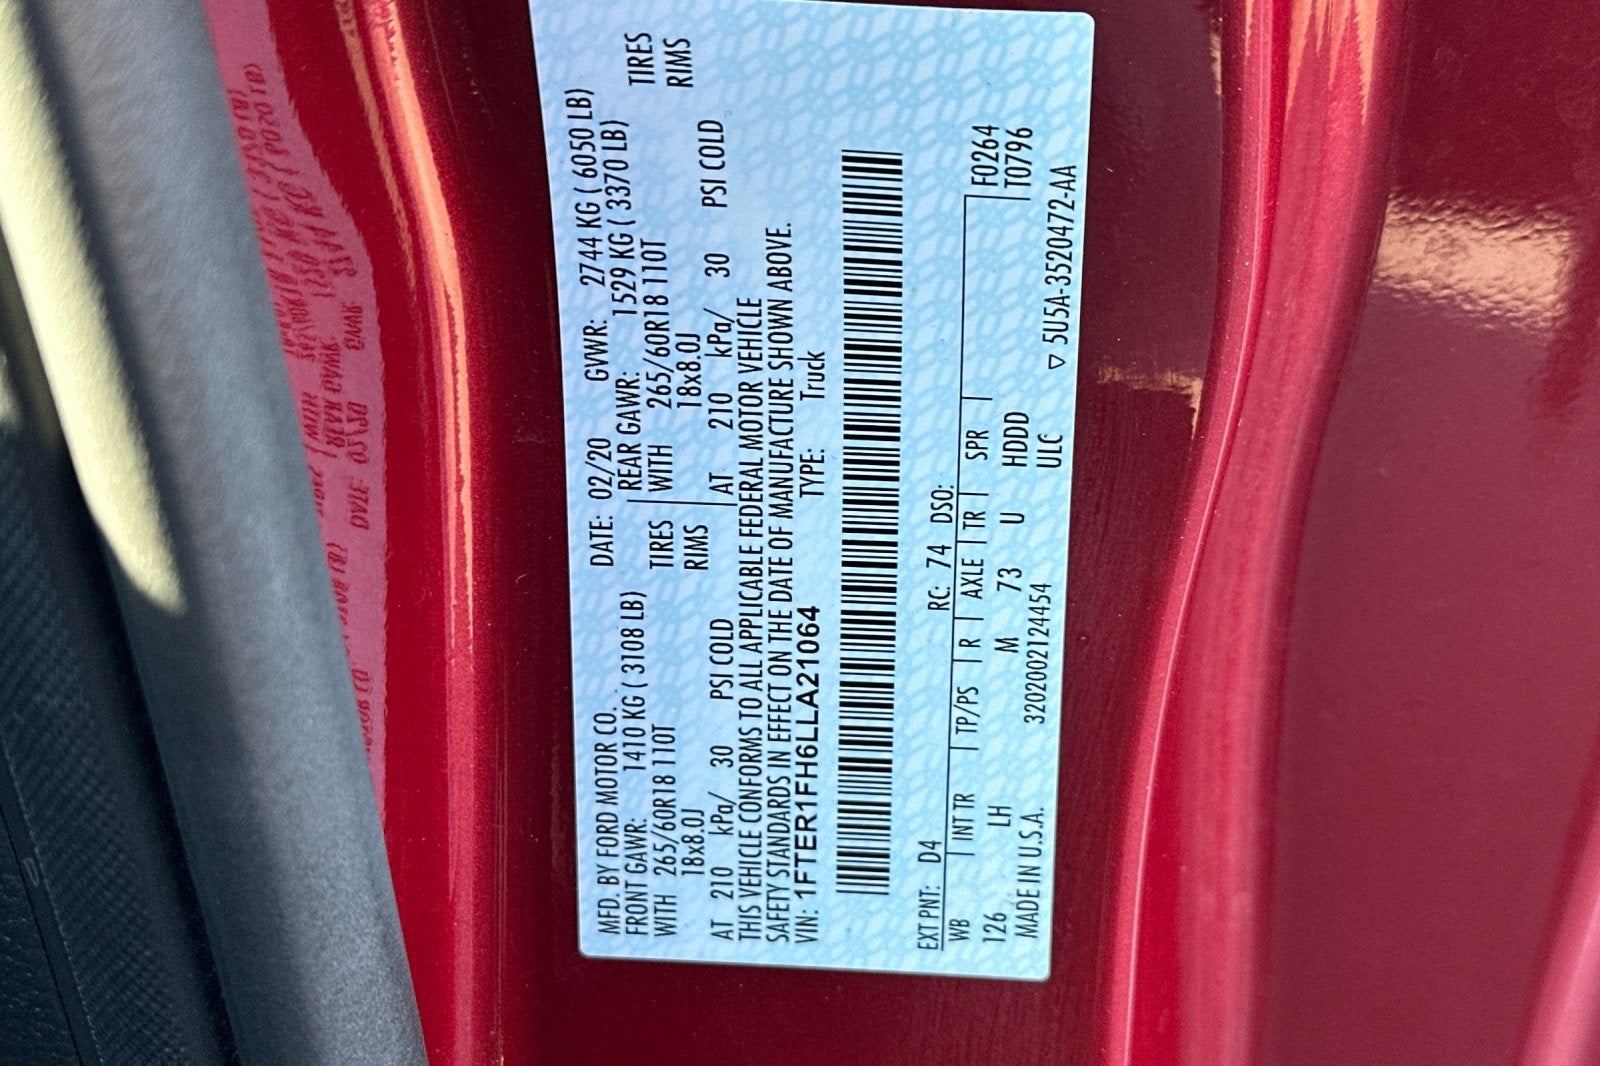 MFD. BY FORD MOTOR CO. DATE: 02/20 GVWR: 2744 KG ( 6050 LB)
FRONT GAWR: 1410 KG ( 3108 LB) REAR GAWR: 1529 KG ( 3370 LB)
WITH 265/60R18 110T TIRES WITH 265/60R18 110T TIRES
18x8.0J RIMS 18x8.0J RIMS
AT 210 kPa/ 30 PSI COLD AT 210 kPa/ 30 PSI COLD
THIS VEHICLE CONFORMS TO ALL APPLICABLE FEDERAL MOTOR VEHICLE
SAFETY STANDARDS IN EFFECT ON THE DATE OF MANUFACTURE SHOWN ABOVE.
VIN: 1FTER1FH6LLA21064 TYPE: Truck
EXT PNT: D4 RC: 74 DSO:
WB INT TR TP/PS R AXLE TR SPR F0264
126 LH M 73 U HDDD T0796
MADE IN U.S.A. 3202002124454 ULC ▽ 5U5A-3520472-AA